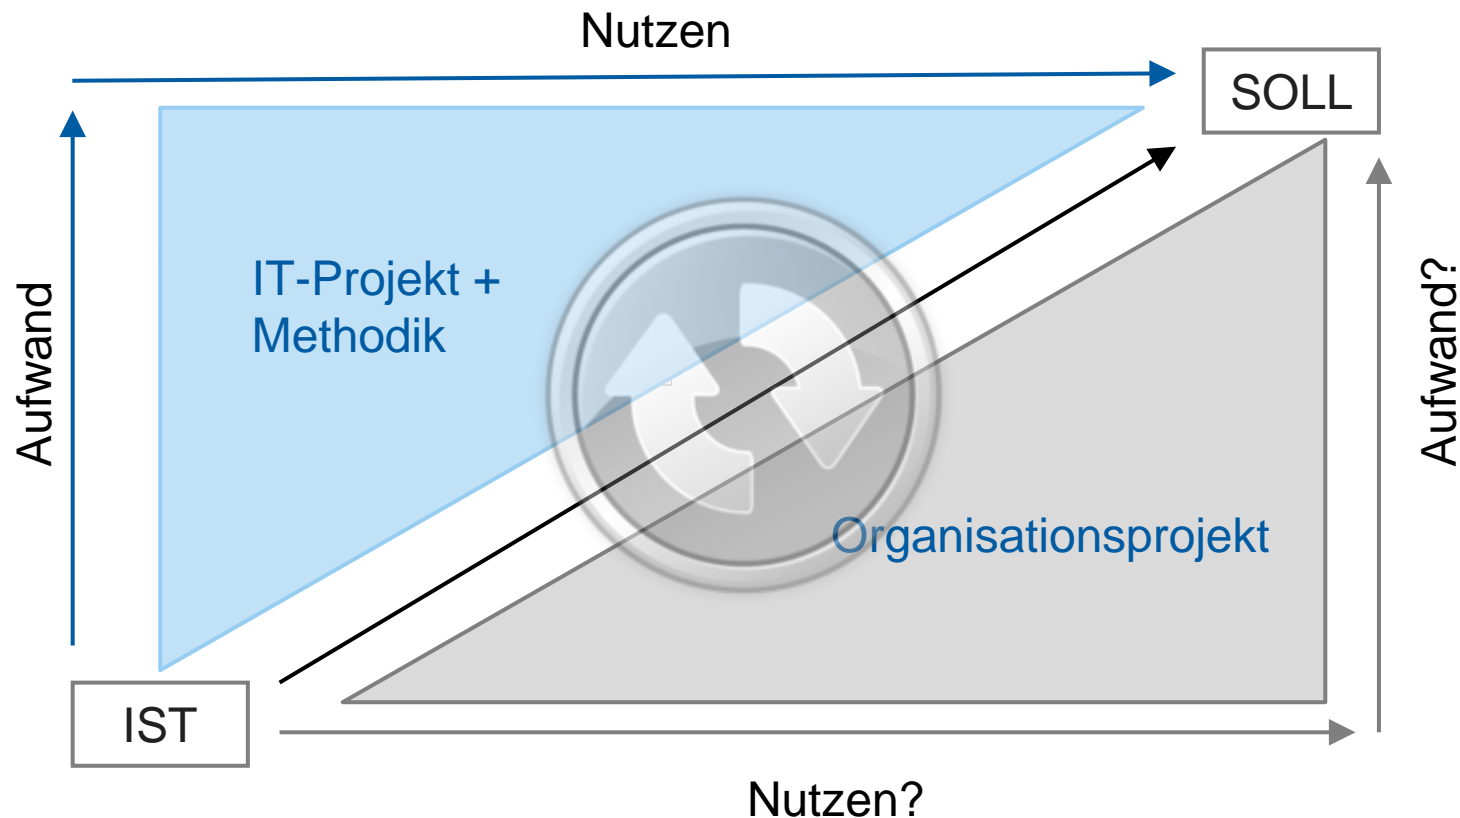 Nutzen
SOLL
Aufwand
IT-Projekt +
Methodik
Aufwand?
Organisationsprojekt
IST
Nutzen?